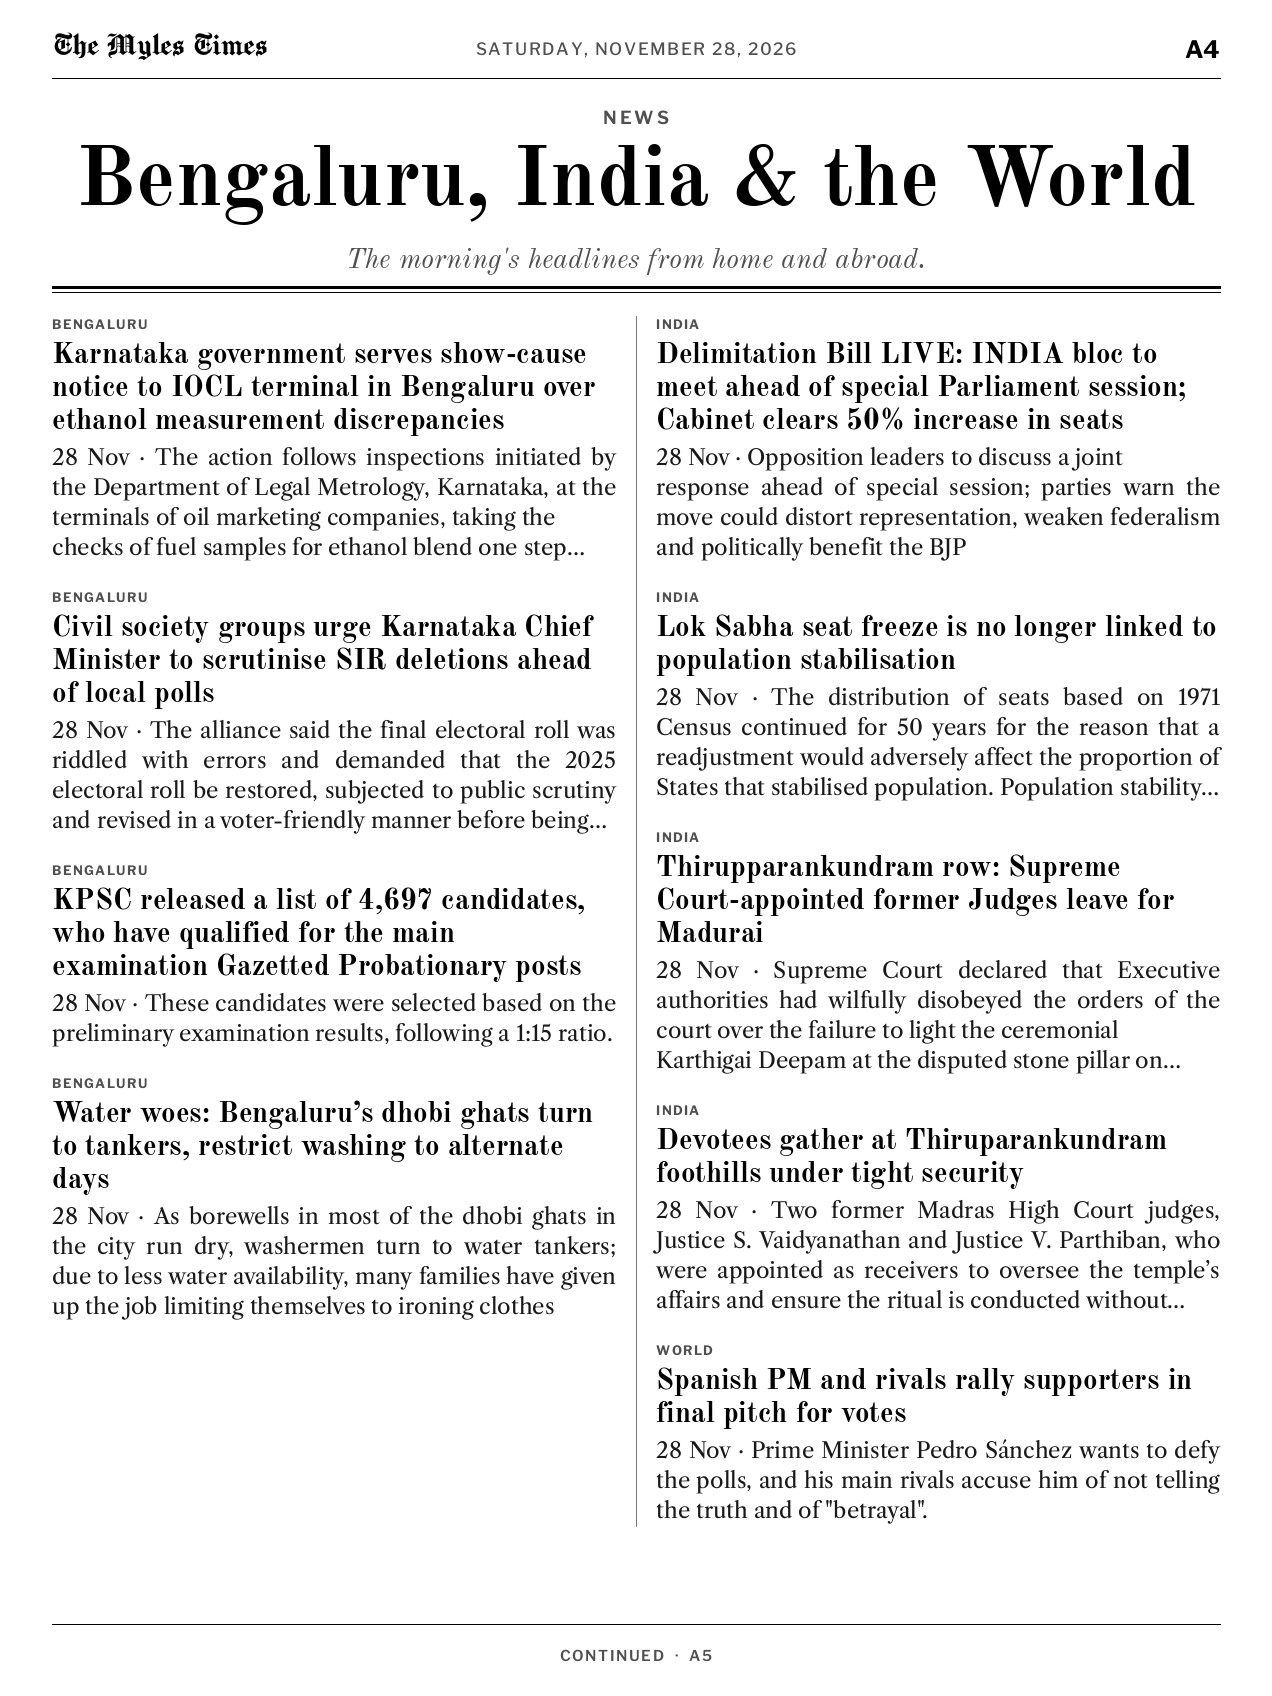 The Myles Times
SATURDAY, NOVEMBER 28, 2026
A4
NEWS
Bengaluru, India & the World
The morning's headlines from home and abroad.
BENGALURU
Karnataka government serves show-cause
notice to IOCL terminal in Bengaluru over
ethanol measurement discrepancies
28 Nov · The action follows inspections initiated by
the Department of Legal Metrology, Karnataka, at the
terminals of oil marketing companies, taking the
checks of fuel samples for ethanol blend one step…
BENGALURU
Civil society groups urge Karnataka Chief
Minister to scrutinise SIR deletions ahead
of local polls
28 Nov · The alliance said the final electoral roll was
riddled with errors and demanded that the 2025
electoral roll be restored, subjected to public scrutiny
and revised in a voter-friendly manner before being…
BENGALURU
KPSC released a list of 4,697 candidates,
who have qualified for the main
examination Gazetted Probationary posts
28 Nov · These candidates were selected based on the
preliminary examination results, following a 1:15 ratio.
BENGALURU
Water woes: Bengaluru’s dhobi ghats turn
to tankers, restrict washing to alternate
days
28 Nov · As borewells in most of the dhobi ghats in
the city run dry, washermen turn to water tankers;
due to less water availability, many families have given
up the job limiting themselves to ironing clothes
INDIA
Delimitation Bill LIVE: INDIA bloc to
meet ahead of special Parliament session;
Cabinet clears 50% increase in seats
28 Nov · Opposition leaders to discuss a joint
response ahead of special session; parties warn the
move could distort representation, weaken federalism
and politically benefit the BJP
INDIA
Lok Sabha seat freeze is no longer linked to
population stabilisation
28 Nov · The distribution of seats based on 1971
Census continued for 50 years for the reason that a
readjustment would adversely affect the proportion of
States that stabilised population. Population stability…
INDIA
Thirupparankundram row: Supreme
Court-appointed former Judges leave for
Madurai
28 Nov · Supreme Court declared that Executive
authorities had wilfully disobeyed the orders of the
court over the failure to light the ceremonial
Karthigai Deepam at the disputed stone pillar on…
INDIA
Devotees gather at Thiruparankundram
foothills under tight security
28 Nov · Two former Madras High Court judges,
Justice S. Vaidyanathan and Justice V. Parthiban, who
were appointed as receivers to oversee the temple’s
affairs and ensure the ritual is conducted without…
WORLD
Spanish PM and rivals rally supporters in
final pitch for votes
28 Nov · Prime Minister Pedro Sánchez wants to defy
the polls, and his main rivals accuse him of not telling
the truth and of "betrayal".
CONTINUED · A5